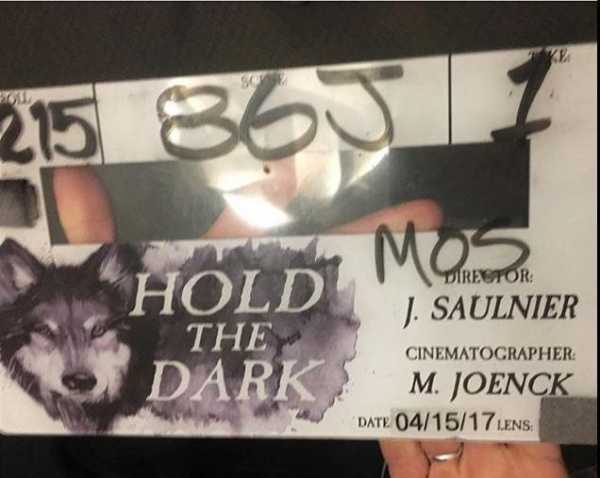 ROLL SCENE TAKE
215 86J 1
MOS
HOLD
THE
DARK
DIRECTOR:
J. SAULNIER
CINEMATOGRAPHER:
M. JOENCK
DATE 04/15/17 LENS: